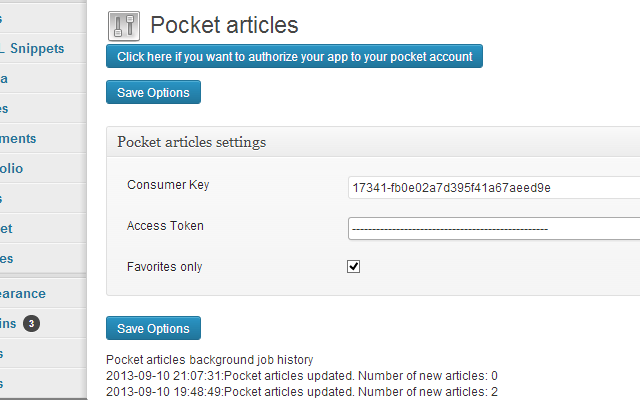 Pocket articles
Click here if you want to authorize your app to your pocket account
Save Options
Pocket articles settings
Consumer Key
17341-fb0e02a7d395f41a67aeed9e
Access Token
-------------------------------------------------
Favorites only
Save Options
Pocket articles background job history
2013-09-10 21:07:31:Pocket articles updated. Number of new articles: 0
2013-09-10 19:48:49:Pocket articles updated. Number of new articles: 2
s
L Snippets
a
es
ments
olio
s
et
es
earance
ins 3
s
s